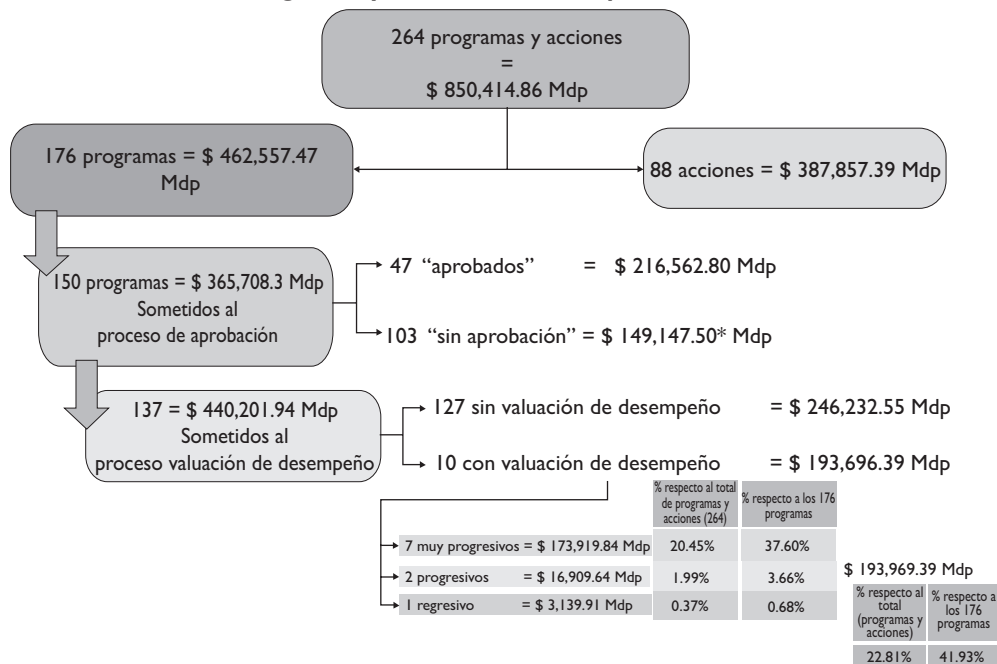 264 programas y acciones
=
$ 850,414.86 Mdp
176 programas = $ 462,557.47
Mdp
88 acciones = $ 387,857.39 Mdp
150 programas = $ 365,708.3 Mdp
Sometidos al
proceso de aprobación
47 “aprobados” = $ 216,562.80 Mdp
103 “sin aprobación” = $ 149,147.50* Mdp
137 = $ 440,201.94 Mdp
Sometidos al
proceso valuación de desempeño
127 sin valuación de desempeño = $ 246,232.55 Mdp
10 con valuación de desempeño = $ 193,696.39 Mdp
% respecto al total
de programas y
acciones (264)
% respecto a los 176
programas
7 muy progresivos = $ 173,919.84 Mdp 20.45% 37.60%
2 progresivos = $ 16,909.64 Mdp 1.99% 3.66%
1 regresivo = $ 3,139.91 Mdp 0.37% 0.68%
$ 193,969.39 Mdp
% respecto al
total
(programas y
acciones)
% respecto a
los 176
programas
22.81% 41.93%